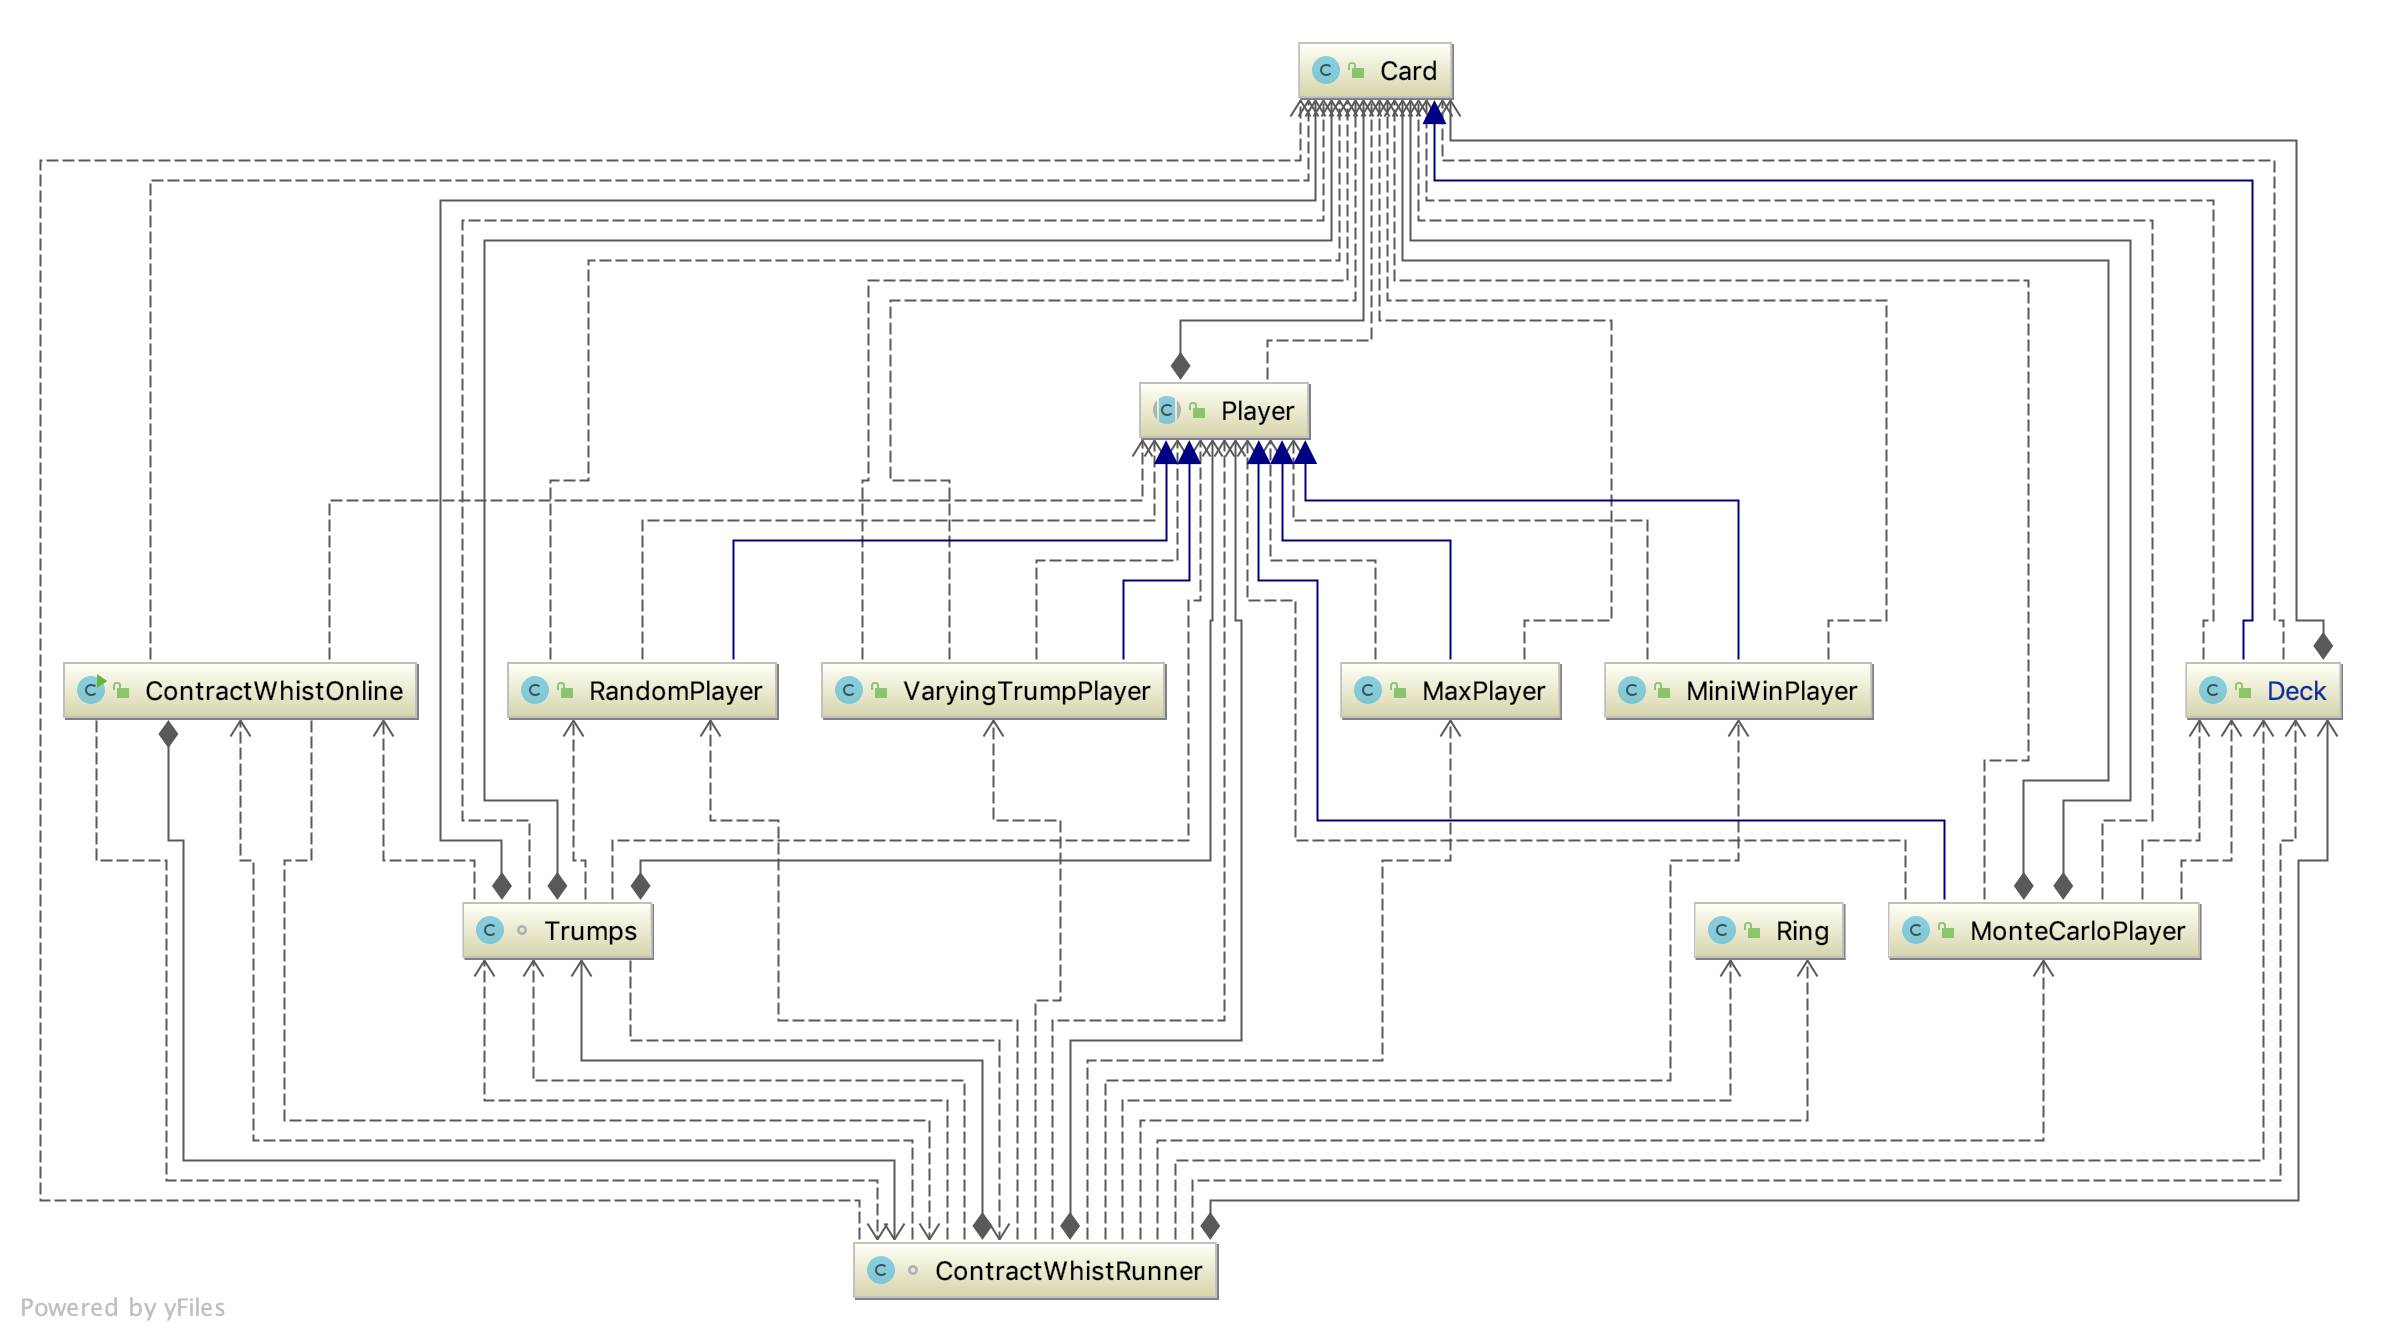 C Card
C Player
C ContractWhistOnline
C RandomPlayer
C VaryingTrumpPlayer
C MaxPlayer
C MiniWinPlayer
C Deck
C Trumps
C Ring
C MonteCarloPlayer
C ContractWhistRunner
Powered by yFiles